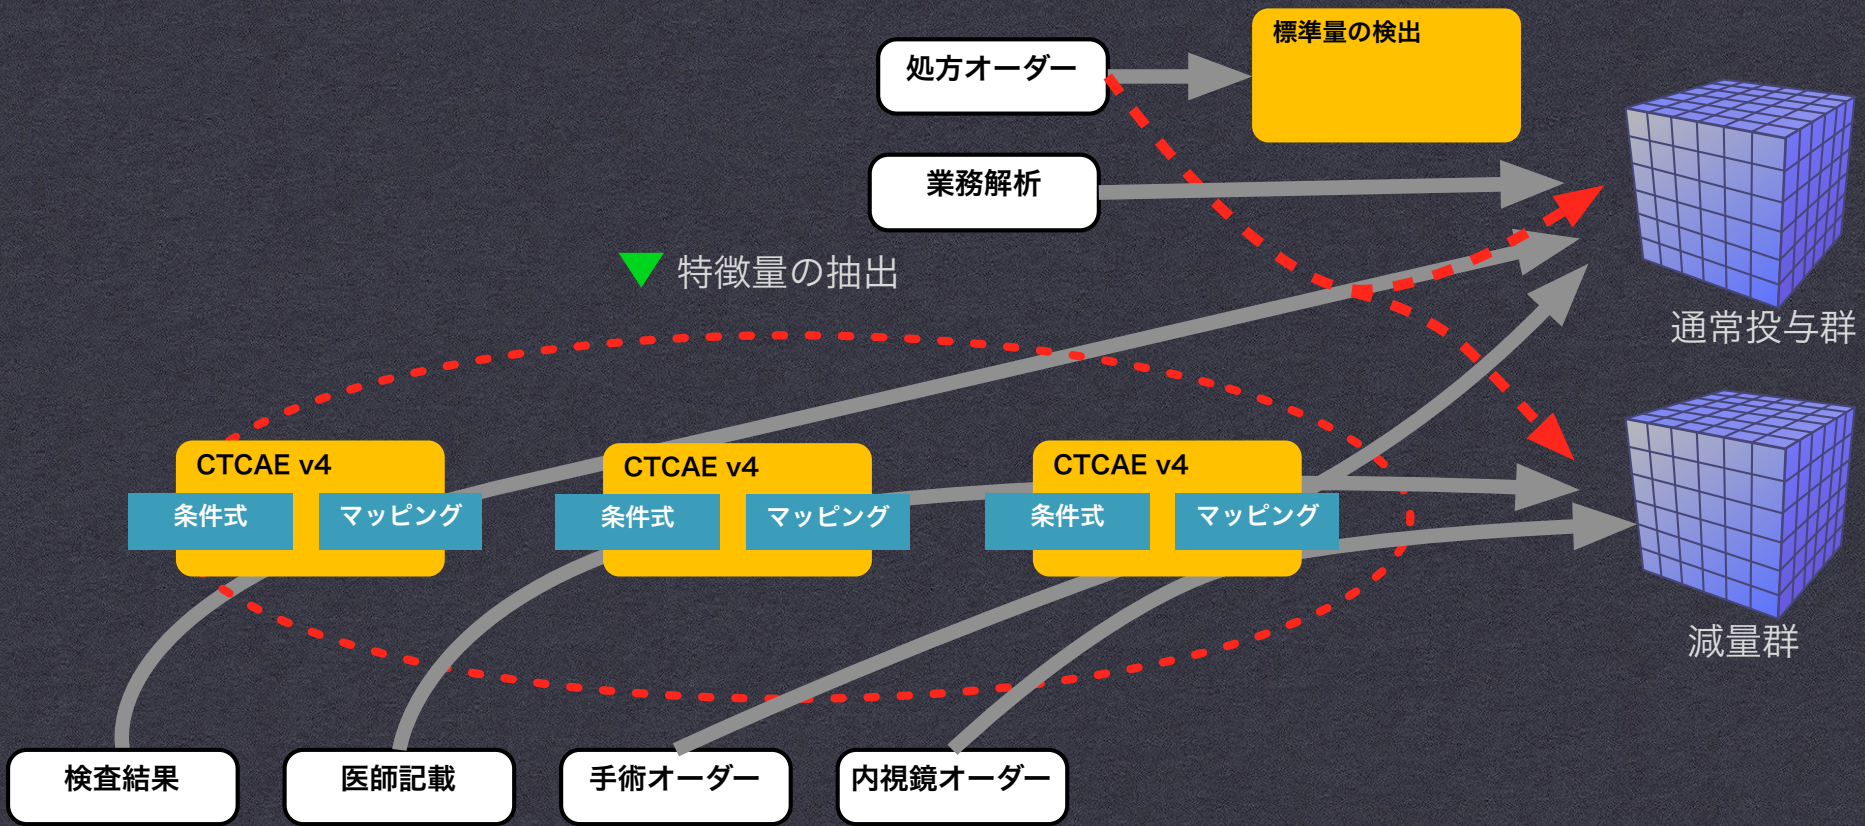 標準量の検出
処方オーダー
業務解析
特徴量の抽出
通常投与群
CTCAE v4
条件式
マッピング
CTCAE v4
条件式
マッピング
CTCAE v4
条件式
マッピング
減量群
検査結果
医師記載
手術オーダー
内視鏡オーダー